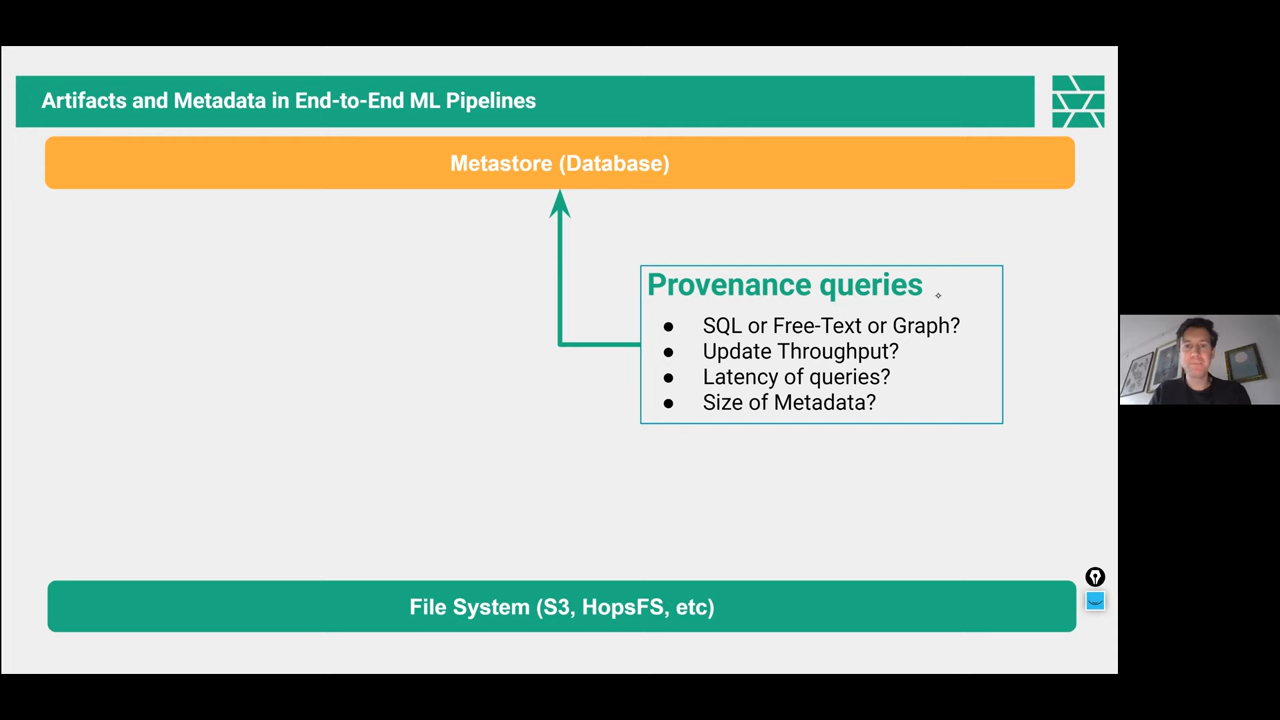 Artifacts and Metadata in End-to-End ML Pipelines
Metastore (Database)
Provenance queries
● SQL or Free-Text or Graph?
● Update Throughput?
● Latency of queries?
● Size of Metadata?
File System (S3, HopsFS, etc)